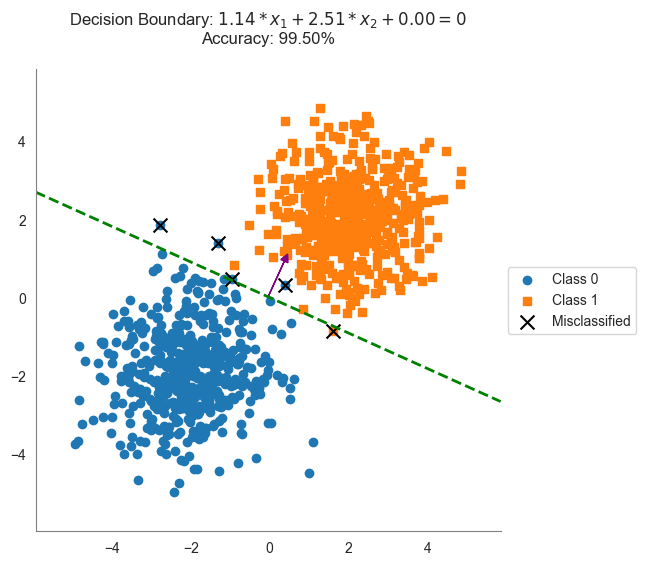 Decision Boundary: 1.14 * x₁ + 2.51 * x₂ + 0.00 = 0
Accuracy: 99.50%
4
2
0
−2
−4
−4
−2
0
2
4
Class 0
Class 1
Misclassified